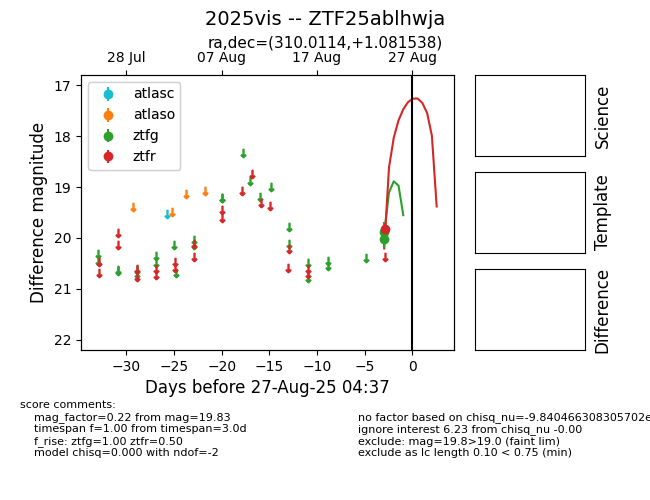 2025vis -- ZTF25ablhwja
ra,dec=(310.0114,+1.081538)
28 Jul 07 Aug 17 Aug 27 Aug
atlasc
atlaso
ztfg
ztfr
17
18
19
20
21
22
Difference magnitude
−30 −25 −20 −15 −10 −5 0
Days before 27-Aug-25 04:37
Science
Template
Difference
score comments:
mag_factor=0.22 from mag=19.83
timespan f=1.00 from timespan=3.0d
f_rise: ztfg=1.00 ztfr=0.50
model chisq=0.000 with ndof=-2
no factor based on chisq_nu=-9.840466308305702e
ignore interest 6.23 from chisq_nu -0.00
exclude: mag=19.8>19.0 (faint lim)
exclude as lc length 0.10 < 0.75 (min)